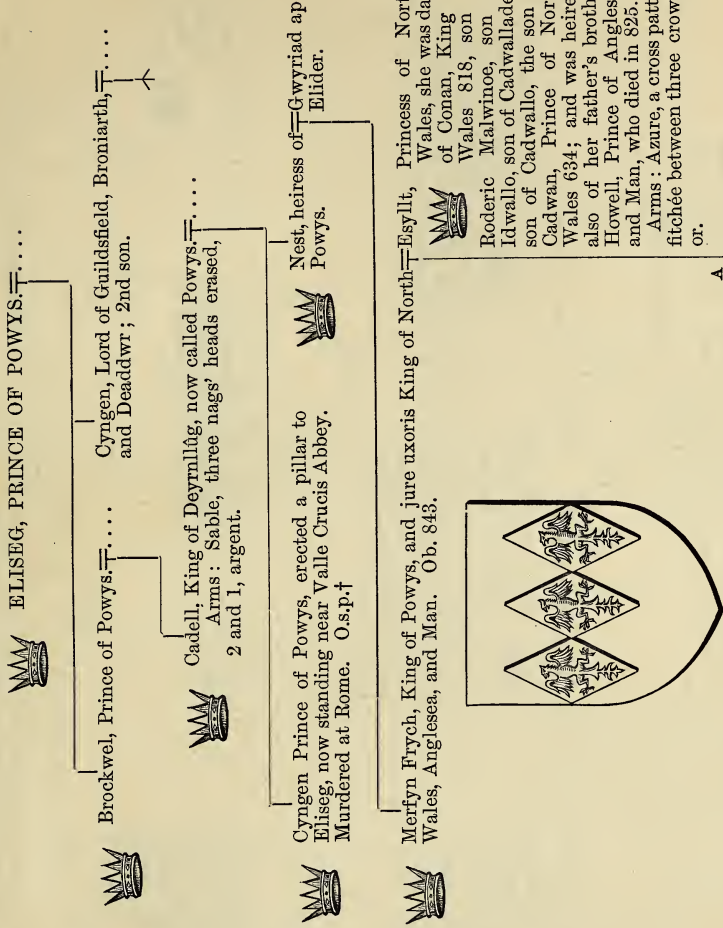 ELISEG, PRINCE OF POWYS.=....
Brockwel, Prince of Powys.=....
Cyngen, Lord of Guildsfield, Broniarth,=....
and Deaddwr; 2nd son.
Cadell, King of Deyrnllûg, now called Powys.=....
Arms: Sable, three nags' heads erased,
2 and 1, argent.
Cyngen Prince of Powys, erected a pillar to
Eliseg, now standing near Valle Crucis Abbey.
Murdered at Rome. O.s.p.†
Nest, heiress of=Gwyriad ap
Powys. Elider.
Merfyn Frych, King of Powys, and jure uxoris King of North=Esyllt,
Wales, Anglesea, and Man. Ob. 843.
Princess of Nor
Wales, she was da
of Conan, King
Wales 818, son
Roderic Malwinoe, son
Idwallo, son of Cadwallade
son of Cadwallo, the son
Cadwan, Prince of Nor
Wales 634; and was heire
also of her father's broth
Howell, Prince of Angles
and Man, who died in 825.
Arms: Azure, a cross patt
fitchée between three crow
or.
A